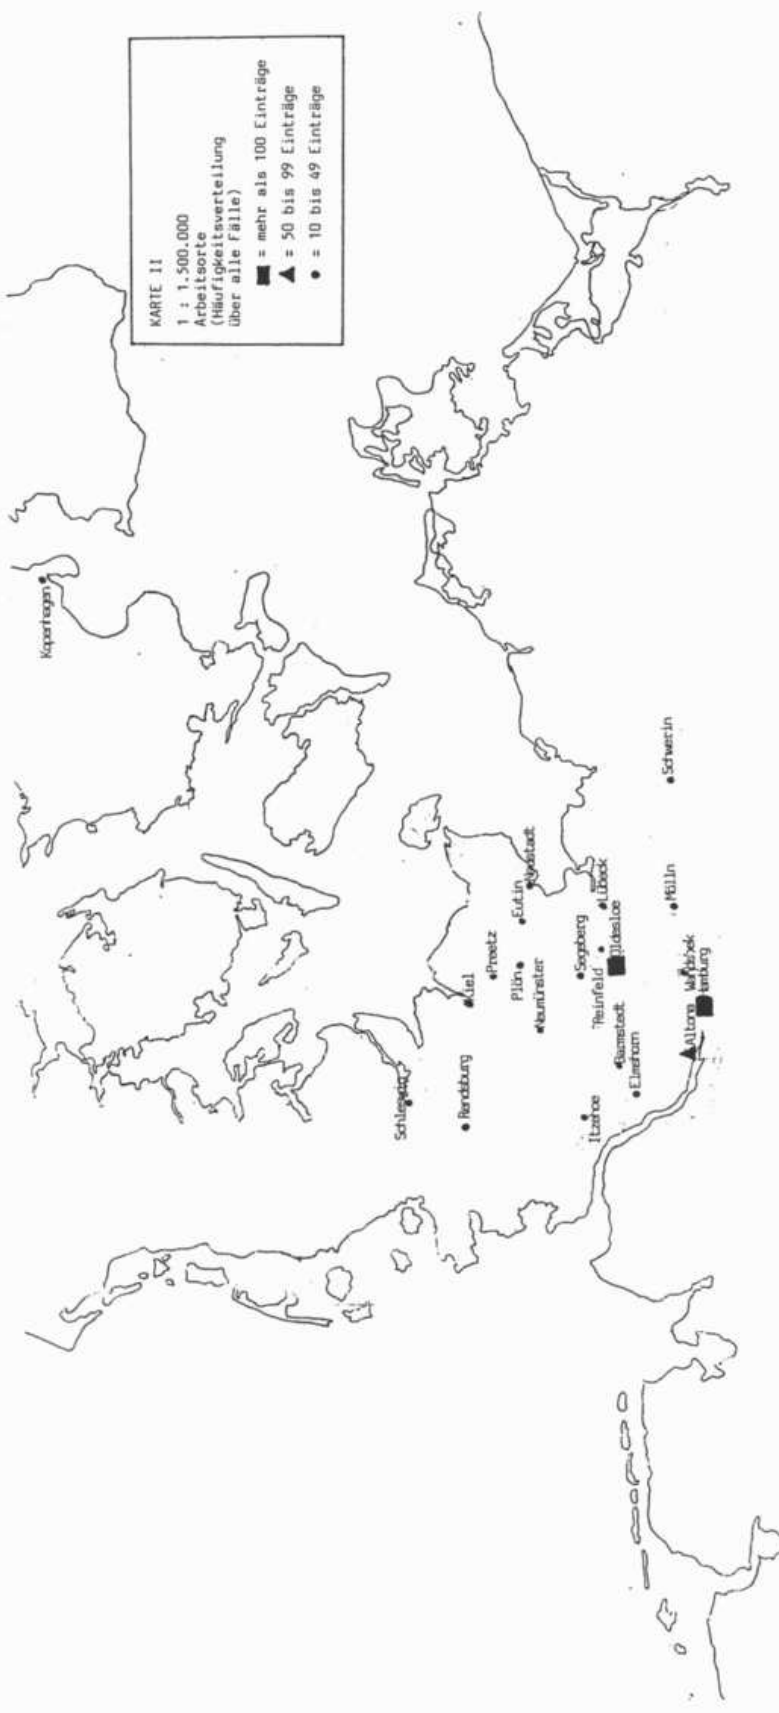 KARTE II
1 : 1.500.000
Arbeitsorte
(Häufigkeitsverteilung
über alle Fälle)
■ = mehr als 100 Einträge
▲ = 50 bis 99 Einträge
• = 10 bis 49 Einträge
Kopenhagen
Schleswig
Rendsburg
Kiel
Preetz
Plön
Eutin
Neustadt
Neumünster
Segeberg
Reinfeld
Lübeck
Oldesloe
Itzehoe
Barmstedt
Elmshorn
Mölln
Schwerin
Altona
Wandsbek
Hamburg